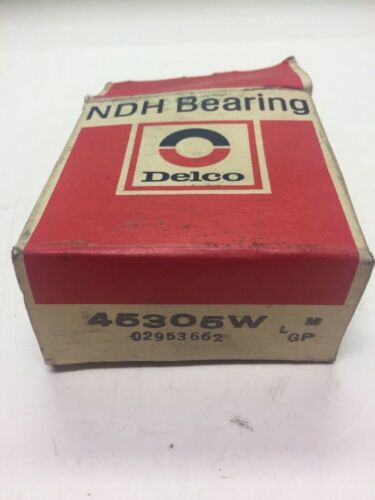 NDH Bearing
Delco
45305W
02953662
L M
GP